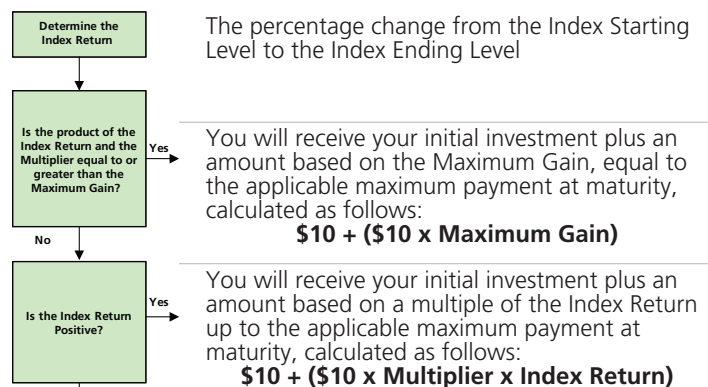 Determine the
Index Return
The percentage change from the Index Starting
Level to the Index Ending Level
Is the product of the
Index Return and the
Multiplier equal to or
greater than the
Maximum Gain?
Yes
You will receive your initial investment plus an
amount based on the Maximum Gain, equal to
the applicable maximum payment at maturity,
calculated as follows:
$10 + ($10 x Maximum Gain)
No
Is the Index Return
Positive?
Yes
You will receive your initial investment plus an
amount based on a multiple of the Index Return
up to the applicable maximum payment at
maturity, calculated as follows:
$10 + ($10 x Multiplier x Index Return)